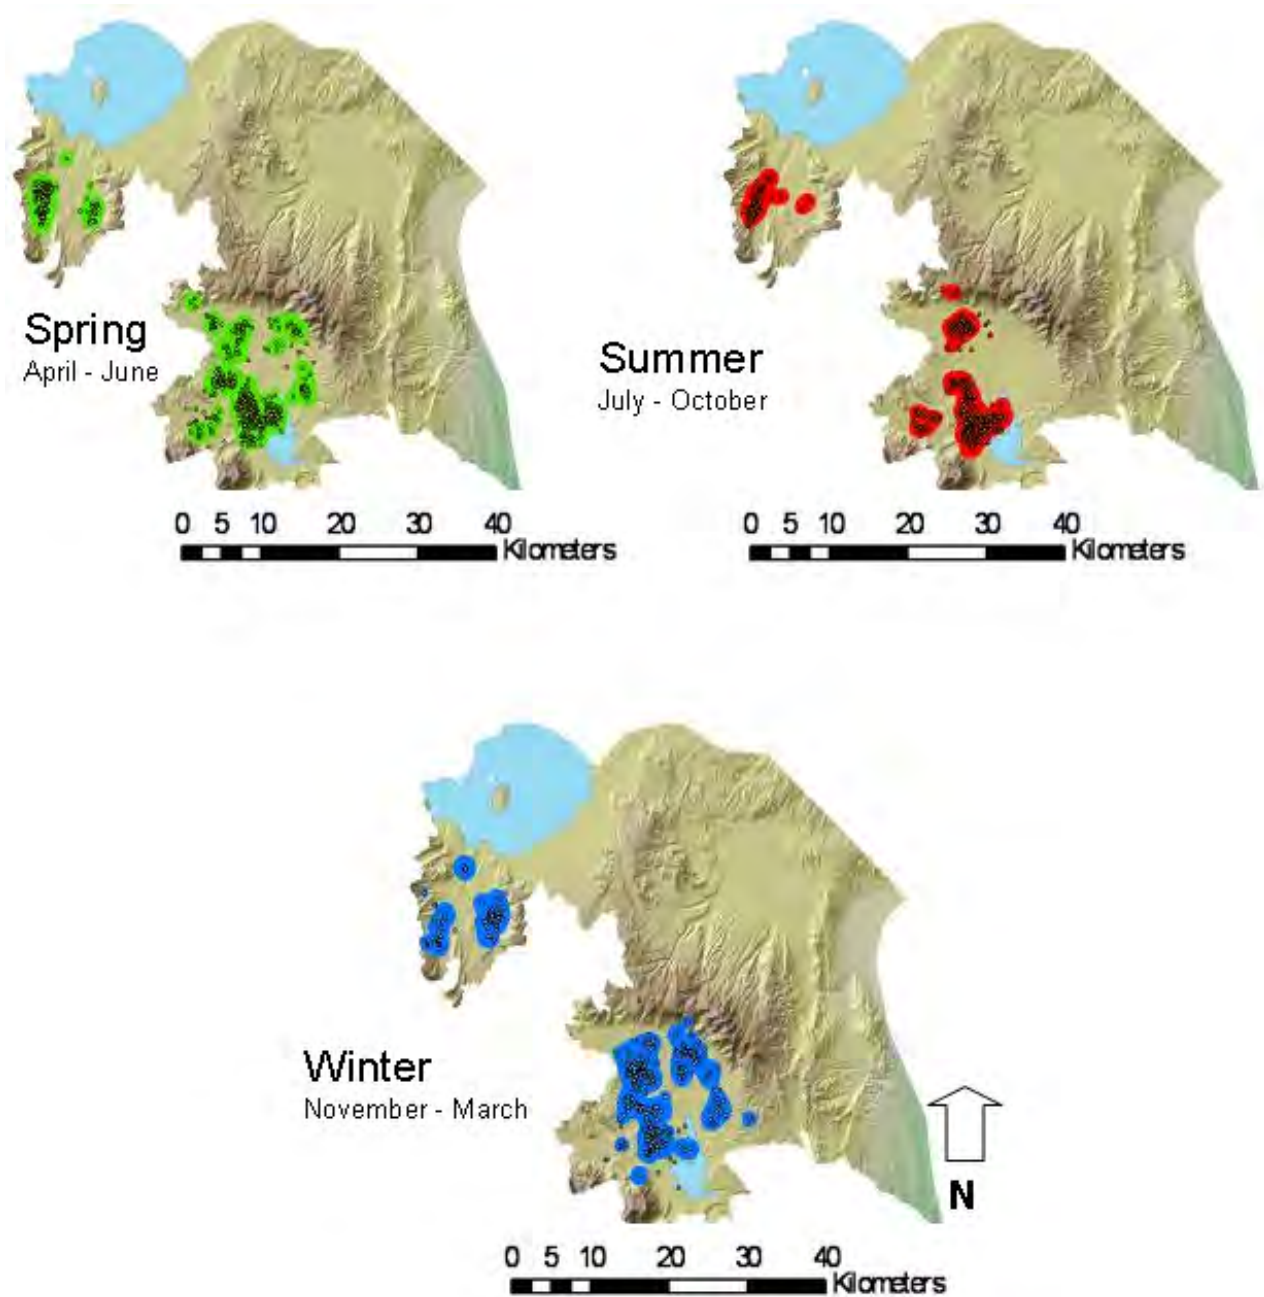 Spring
April - June
Summer
July - October
0 5 10 20 30 40
Kilometers
0 5 10 20 30 40
Kilometers
Winter
November - March
N
0 5 10 20 30 40
Kilometers